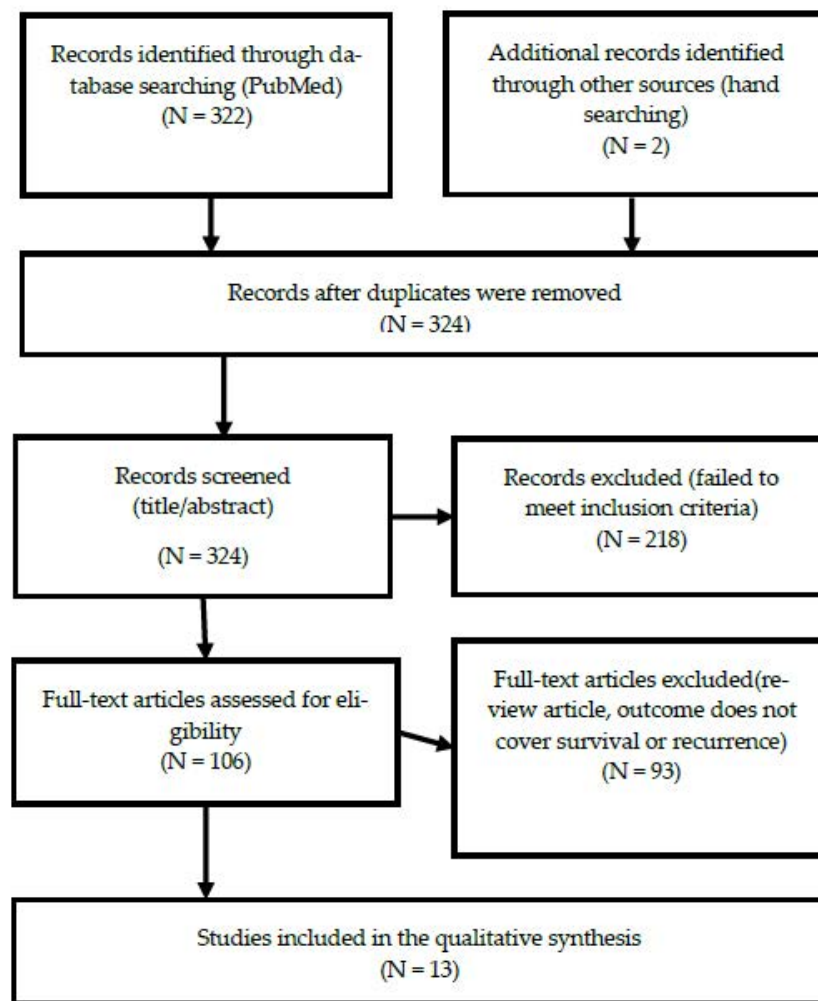 Records identified through da-
tabase searching (PubMed)
(N = 322)
Additional records identified
through other sources (hand
searching)
(N = 2)
Records after duplicates were removed
(N = 324)
Records screened
(title/abstract)
(N = 324)
Records excluded (failed to
meet inclusion criteria)
(N = 218)
Full-text articles assessed for eli-
gibility
(N = 106)
Full-text articles excluded(re-
view article, outcome does not
cover survival or recurrence)
(N = 93)
Studies included in the qualitative synthesis
(N = 13)